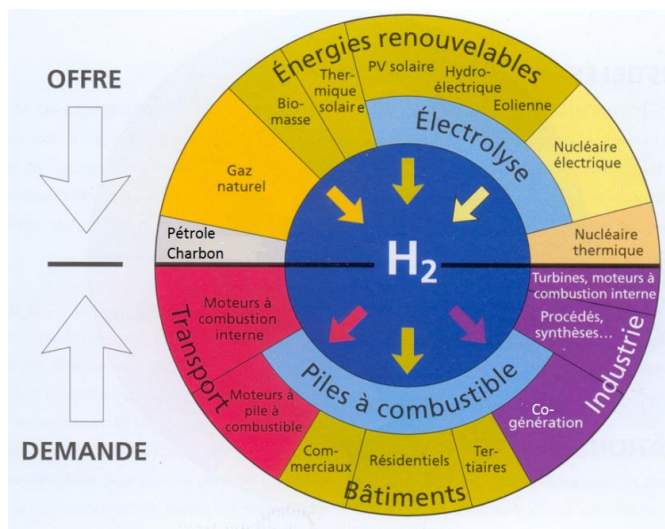 OFFRE
Énergies renouvelables
PV solaire
Hydro-
électrique
Eolienne
Ther-
mique
solaire
Bio-
masse
Électrolyse
Nucléaire
électrique
Gaz
naturel
Pétrole
Charbon
Nucléaire
thermique
H2
Turbines, moteurs à
combustion interne
Procédés,
synthèses...
Industrie
Co-
génération
Transport
Moteurs à
combustion
interne
Moteurs à
pile à
combustible
Piles à combustible
Com-
merciaux
Résidentiels
Ter-
tiaires
Bâtiments
DEMANDE